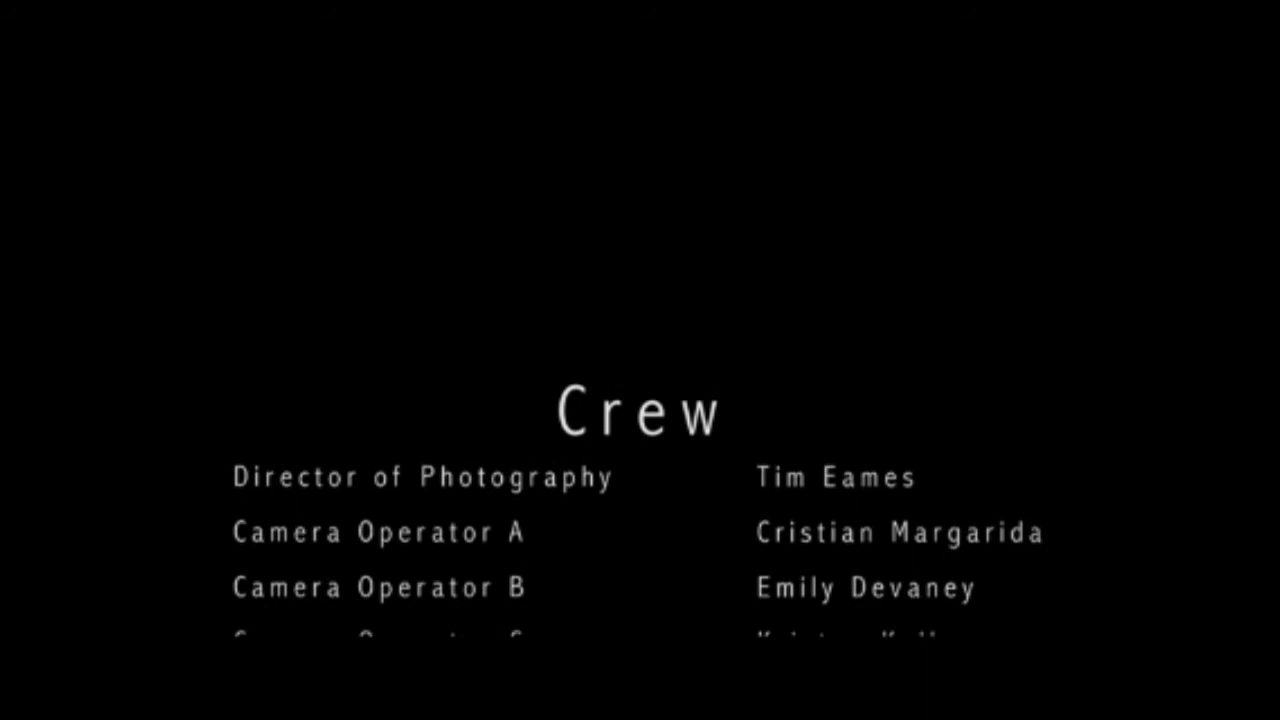 Crew
Director of Photography Tim Eames
Camera Operator A Cristian Margarida
Camera Operator B Emily Devaney